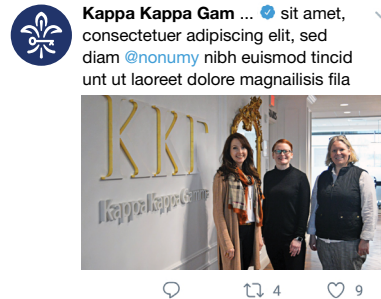 Kappa Kappa Gam ... sit amet,
consectetuer adipiscing elit, sed
diam @nonumy nibh euismod tincid
unt ut laoreet dolore magnailisis fila
ΚΚΓ
kappa kappa gamma
4
9